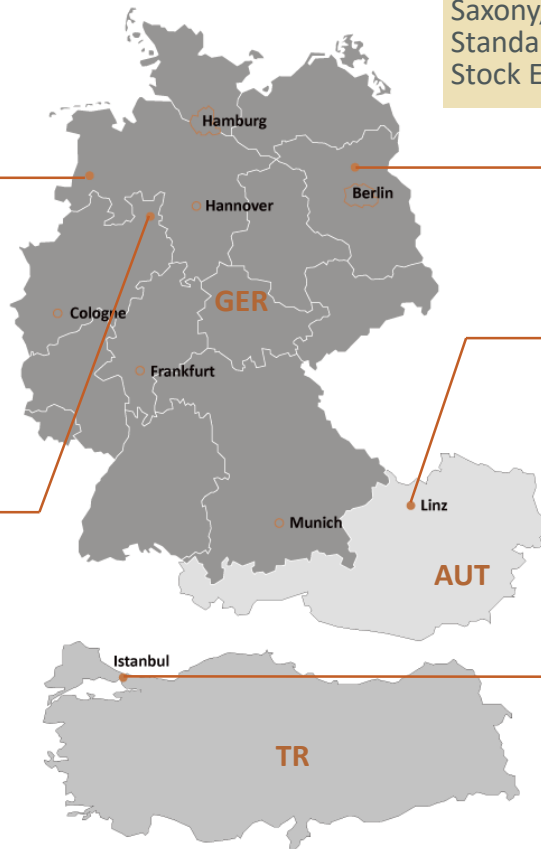 Saxony,
Standa
Stock E
Hamburg
Berlin
Hannover
GER
Cologne
Frankfurt
Linz
Munich
AUT
Istanbul
TR